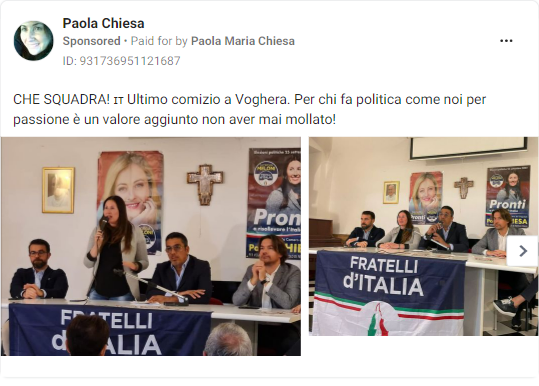 Paola Chiesa
Sponsored • Paid for by Paola Maria Chiesa
ID: 931736951121687
CHE SQUADRA! IT Ultimo comizio a Voghera. Per chi fa politica come noi per
passione è un valore aggiunto non aver mai mollato!
MELONI
Pronti
FRATELLI
d'ITALIA
Pronti
FRATELLI
d'ITALIA